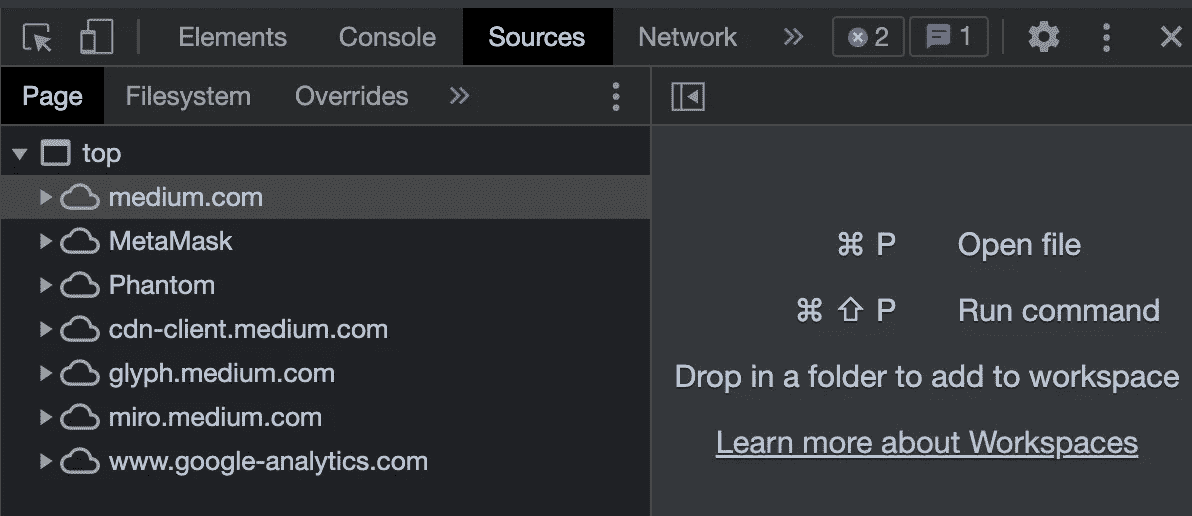 Elements Console Sources Network » 2 1
Page Filesystem Overrides »
top
medium.com
MetaMask
Phantom
cdn-client.medium.com
glyph.medium.com
miro.medium.com
www.google-analytics.com
⌘ P Open file
⌘ ⇧ P Run command
Drop in a folder to add to workspace
Learn more about Workspaces